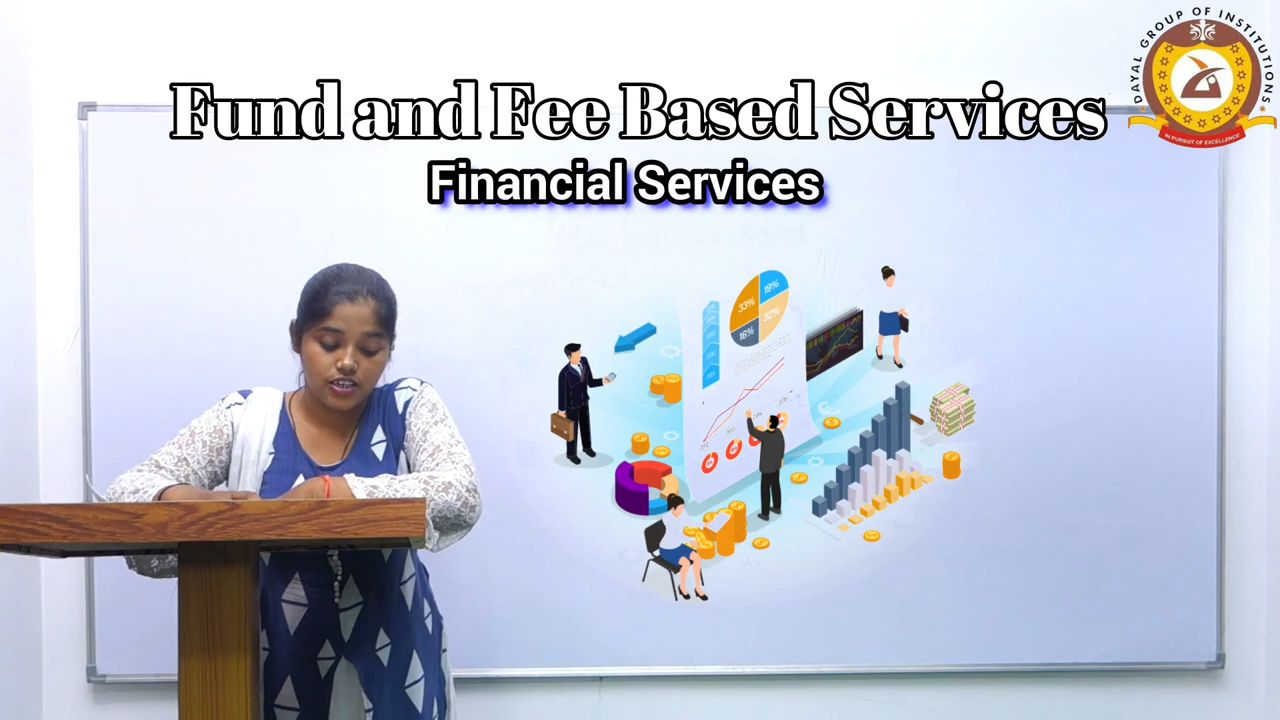 Fund and Fee Based Services
Financial Services
DAYAL GROUP OF INSTITUTIONS
IN PURSUIT OF EXCELLENCE
33%
19%
32%
16%